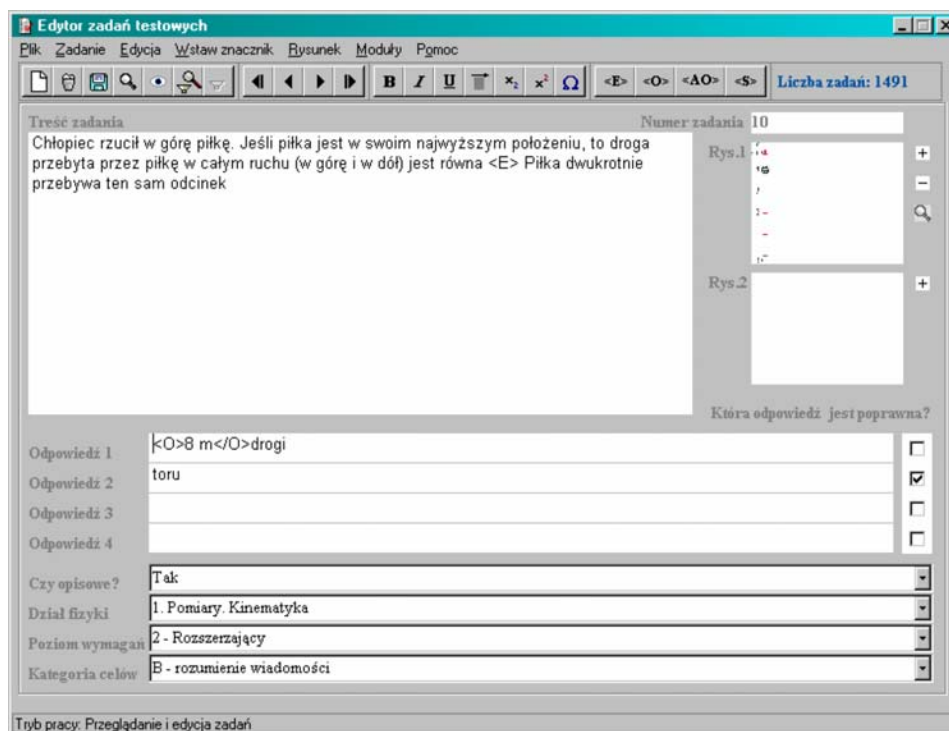 Edytor zadań testowych
Plik Zadanie Edycja Wstaw znacznik Rysunek Moduły Pomoc
B I U x₂ x² Ω <E> <O> <AO> <S> Liczba zadań: 1491
Treść zadania Numer zadania 10
Chłopiec rzucił w górę piłkę. Jeśli piłka jest w swoim najwyższym położeniu, to droga
przebyta przez piłkę w całym ruchu (w górę i w dół) jest równa <E> Piłka dwukrotnie
przebywa ten sam odcinek
Rys.1
Rys.2
Która odpowiedź jest poprawna?
Odpowiedź 1 <O>8 m</O>drogi
Odpowiedź 2 toru
Odpowiedź 3
Odpowiedź 4
Czy opisowe? Tak
Dział fizyki 1. Pomiary. Kinematyka
Poziom wymagań 2 - Rozszerzający
Kategoria celów B - rozumienie wiadomości
Tryb pracy: Przeglądanie i edycja zadań